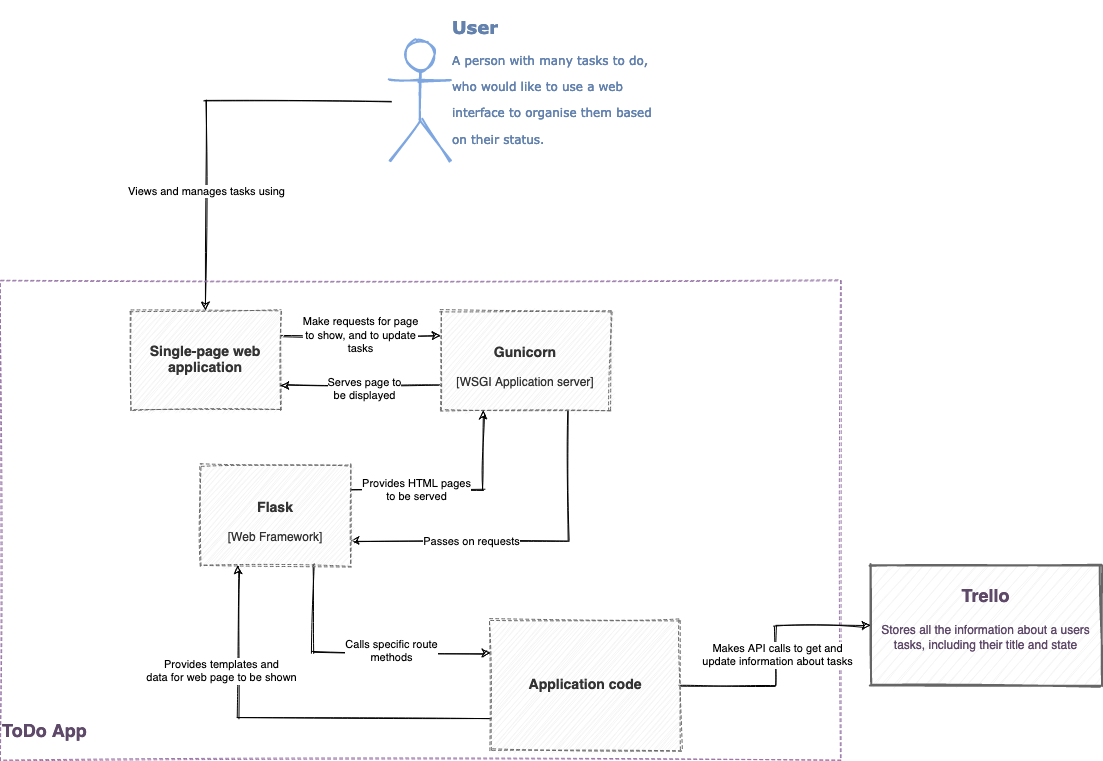 User
A person with many tasks to do,
who would like to use a web
interface to organise them based
on their status.
Views and manages tasks using
Single-page web
application
Make requests for page
to show, and to update
tasks
Serves page to
be displayed
Gunicorn
[WSGI Application server]
Flask
[Web Framework]
Provides HTML pages
to be served
Passes on requests
Calls specific route
methods
Provides templates and
data for web page to be shown
Application code
Makes API calls to get and
update information about tasks
Trello
Stores all the information about a users
tasks, including their title and state
ToDo App